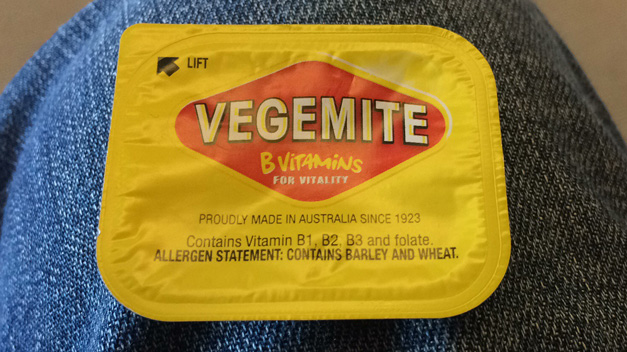 LIFT
VEGEMITE
B VITAMINS
FOR VITALITY
PROUDLY MADE IN AUSTRALIA SINCE 1923
Contains Vitamin B1, B2, B3 and folate.
ALLERGEN STATEMENT: CONTAINS BARLEY AND WHEAT.